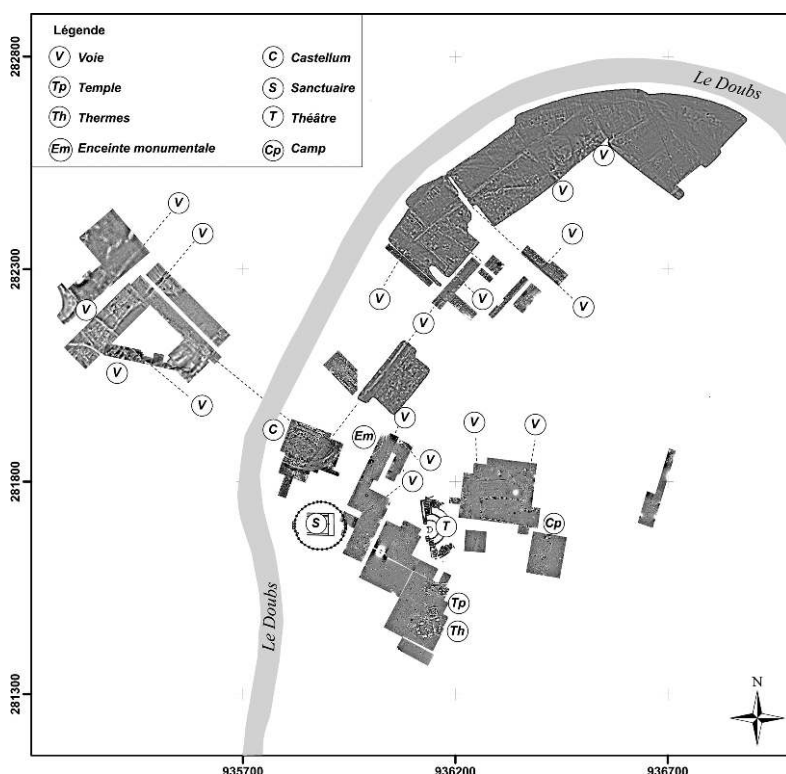 Légende
V Voie
C Castellum
Tp Temple
S Sanctuaire
Th Thermes
T Théâtre
Em Enceinte monumentale
Cp Camp
Le Doubs
V
V
V
V
V
V
V
V
V
V
V
V
V
C
Em
V
V
V
V
V
S
T
Cp
Tp
Th
Le Doubs
N
282800
282300
281800
281300
935700
936200
936700